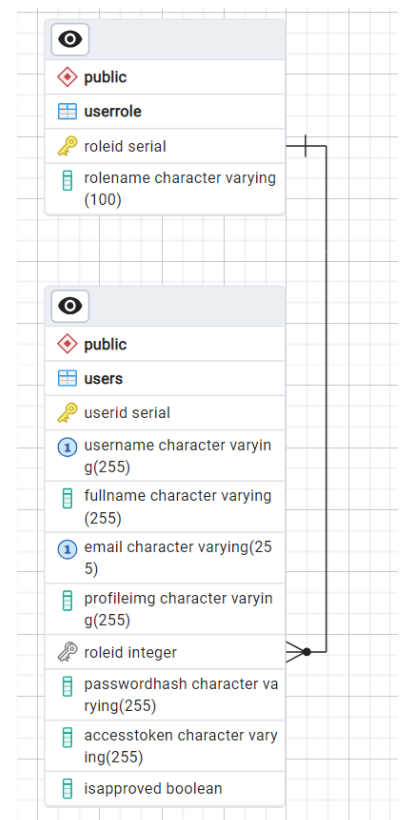 public
userrole
roleid serial
rolename character varying
(100)
public
users
userid serial
1 username character varyin
g(255)
fullname character varying
(255)
1 email character varying(25
5)
profileimg character varyin
g(255)
roleid integer
passwordhash character va
rying(255)
accesstoken character vary
ing(255)
isapproved boolean